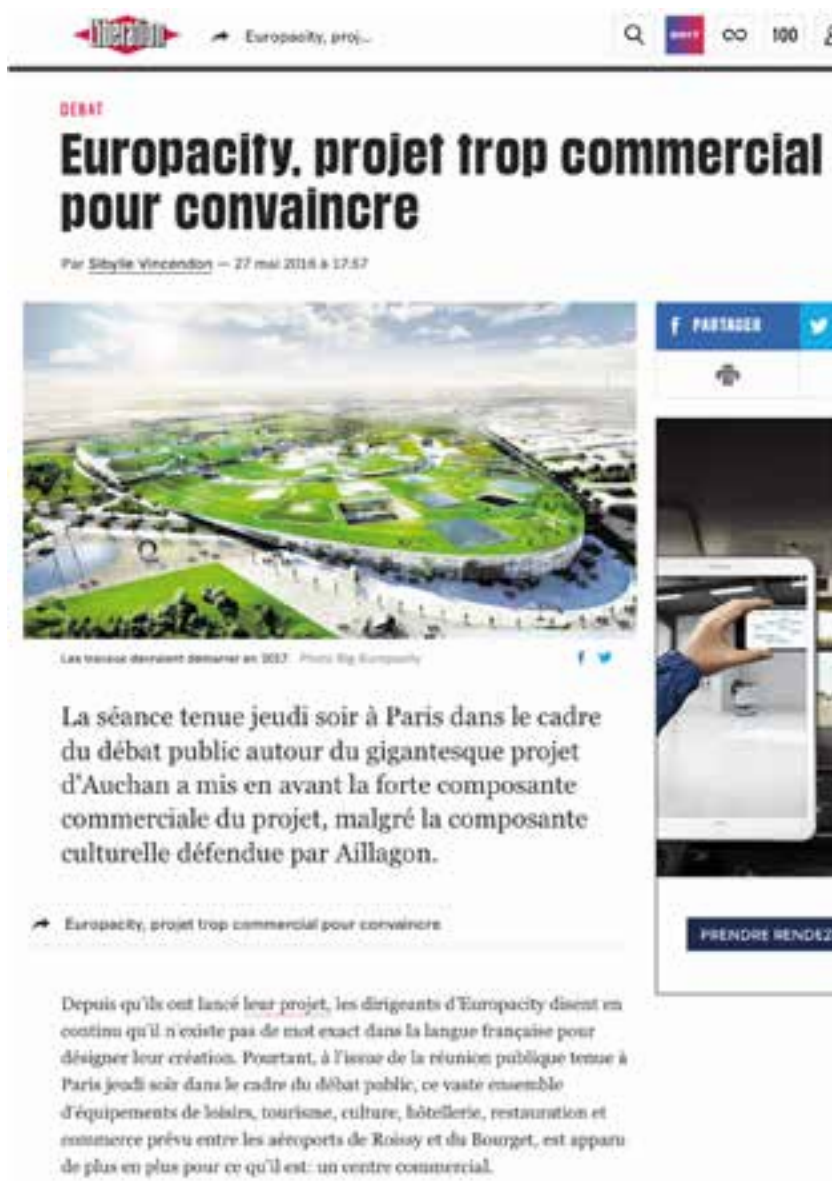 Libération
Europacity, proj...
100
DÉBAT
Europacity, projet trop commercial
pour convaincre
Par Sibylle Vincendon — 27 mai 2016 à 17:57
PARTAGER
Les travaux devraient démarrer en 2017. Photo Big Europacity
La séance tenue jeudi soir à Paris dans le cadre
du débat public autour du gigantesque projet
d'Auchan a mis en avant la forte composante
commerciale du projet, malgré la composante
culturelle défendue par Aillagon.
Europacity, projet trop commercial pour convaincre
PRENDRE RENDEZ
Depuis qu'ils ont lancé leur projet, les dirigeants d'Europacity disent en
continu qu'il n'existe pas de mot exact dans la langue française pour
désigner leur création. Pourtant, à l'issue de la réunion publique tenue à
Paris jeudi soir dans le cadre du débat public, ce vaste ensemble
d'équipements de loisirs, tourisme, culture, hôtellerie, restauration et
commerce prévu entre les aéroports de Roissy et du Bourget, est apparu
de plus en plus pour ce qu'il est: un centre commercial.